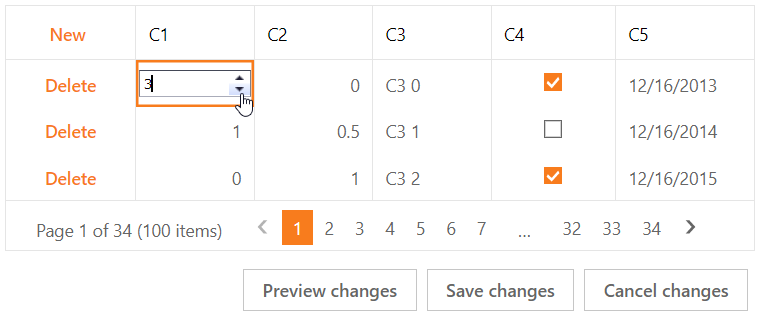 New C1 C2 C3 C4 C5
Delete 3 0 C3 0 12/16/2013
Delete 1 0.5 C3 1 12/16/2014
Delete 0 1 C3 2 12/16/2015
Page 1 of 34 (100 items) 1 2 3 4 5 6 7 ... 32 33 34
Preview changes Save changes Cancel changes